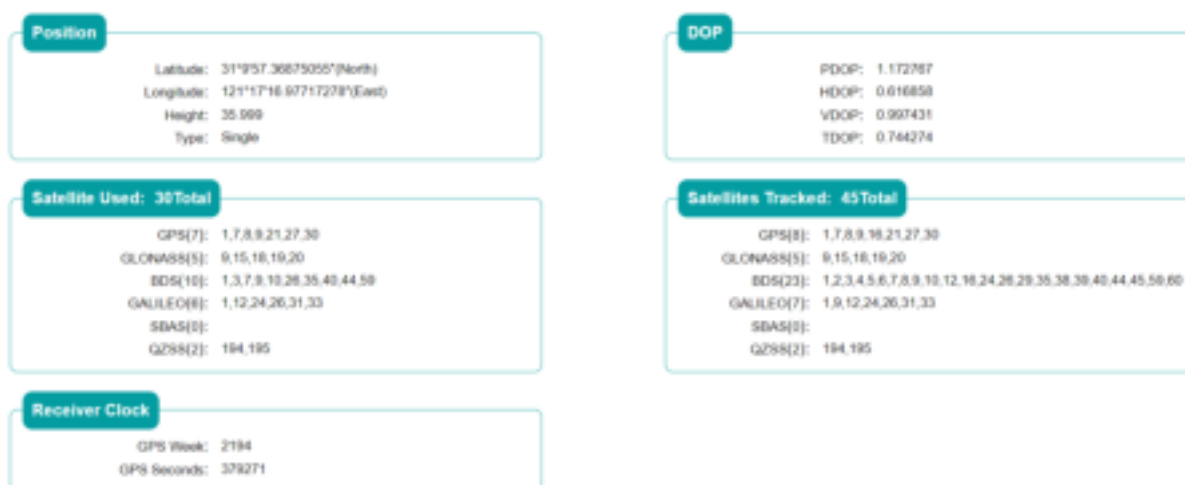 Position
Latitude: 31°9'57.36875055"(North)
Longitude: 121°17'16.97717278"(East)
Height: 35.999
Type: Single
DOP
PDOP: 1.172767
HDOP: 0.616858
VDOP: 0.997431
TDOP: 0.744274
Satellite Used: 30Total
GPS(7): 1,7,8,9,21,27,30
GLONASS(5): 9,15,18,19,20
BDS(10): 1,3,7,9,10,26,35,40,44,59
GALILEO(6): 1,12,24,26,31,33
SBAS(0):
QZSS(2): 194,195
Satellites Tracked: 45Total
GPS(8): 1,7,8,9,16,21,27,30
GLONASS(5): 9,15,18,19,20
BDS(23): 1,2,3,4,5,6,7,8,9,10,12,16,24,26,29,35,38,39,40,44,45,59,60
GALILEO(7): 1,9,12,24,26,31,33
SBAS(0):
QZSS(2): 194,195
Receiver Clock
GPS Week: 2194
GPS Seconds: 379271